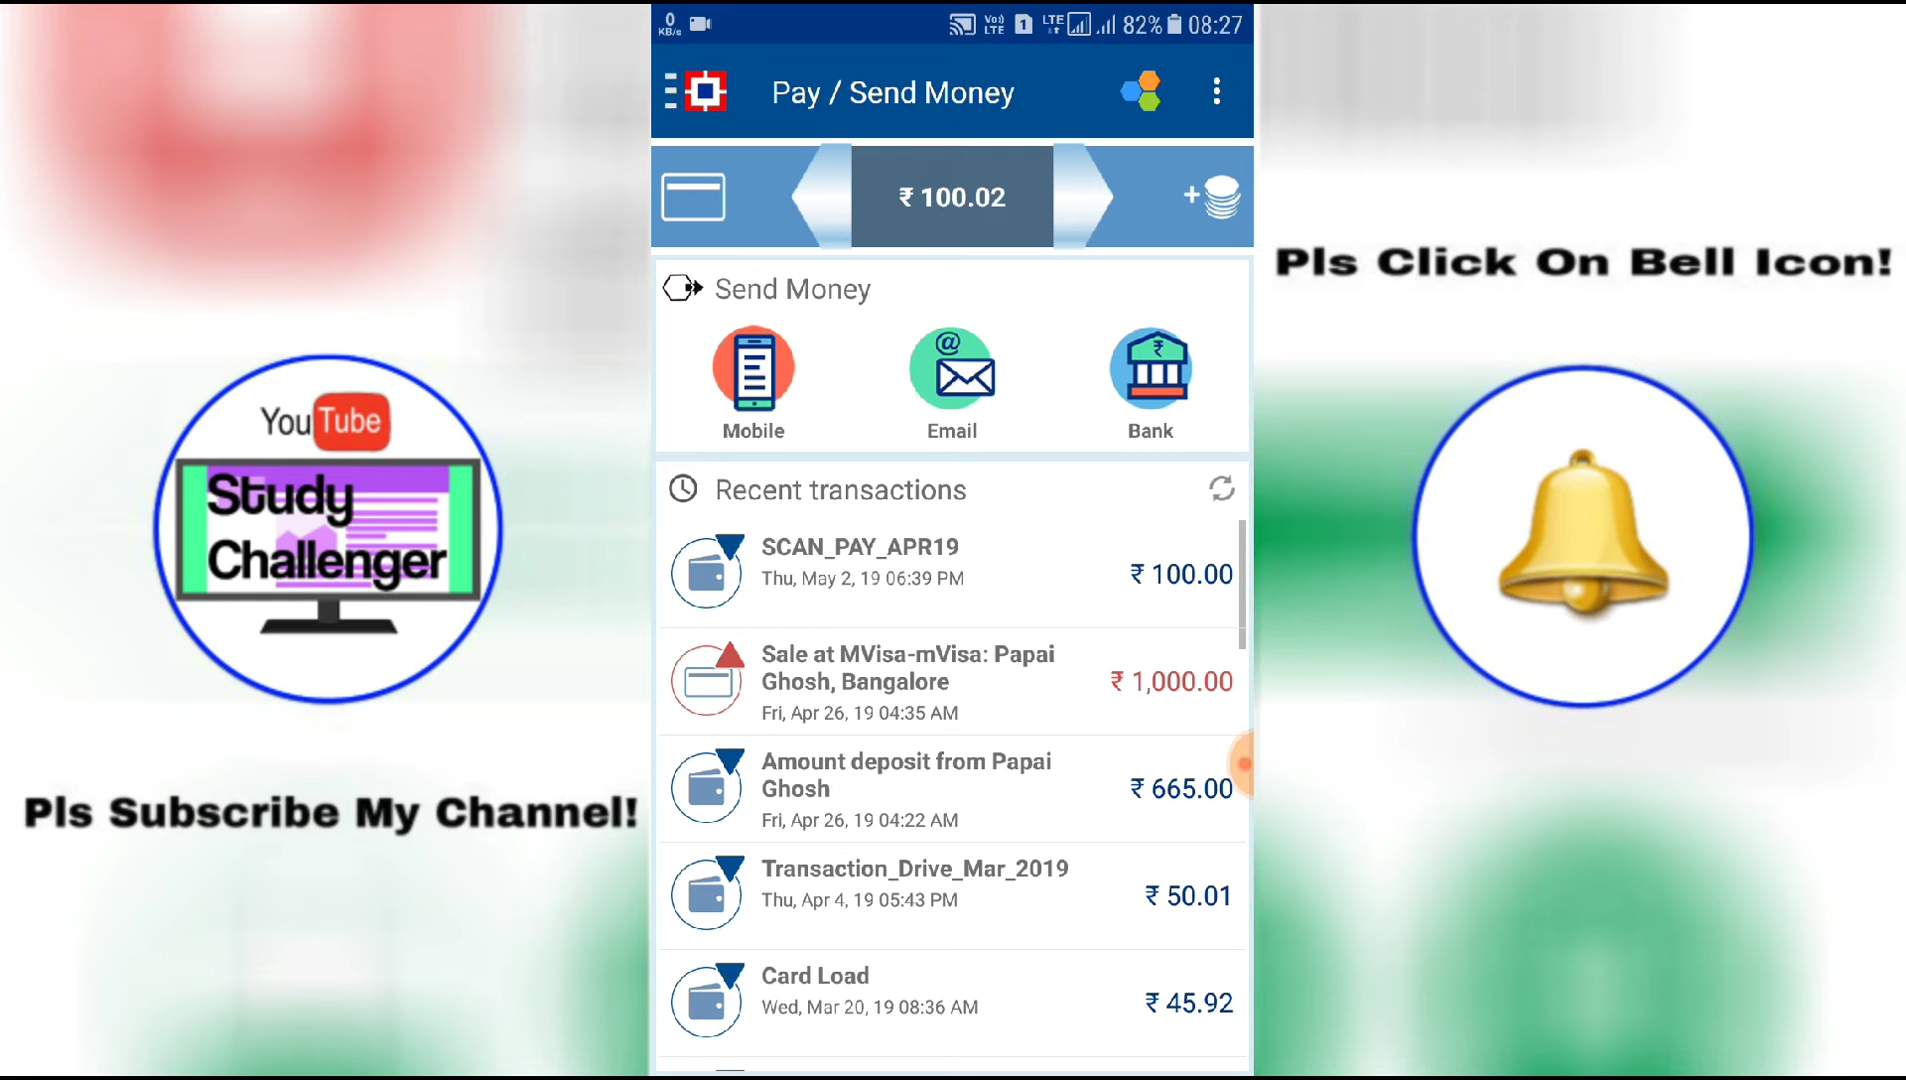 0
KB/s
Vo))
LTE
1
LTE
82%
08:27
Pay / Send Money
₹ 100.02
+
Send Money
@
₹
Mobile
Email
Bank
Recent transactions
SCAN_PAY_APR19
Thu, May 2, 19 06:39 PM
₹ 100.00
Sale at MVisa-mVisa: Papai
Ghosh, Bangalore
Fri, Apr 26, 19 04:35 AM
₹ 1,000.00
Amount deposit from Papai
Ghosh
Fri, Apr 26, 19 04:22 AM
₹ 665.00
Transaction_Drive_Mar_2019
Thu, Apr 4, 19 05:43 PM
₹ 50.01
Card Load
Wed, Mar 20, 19 08:36 AM
₹ 45.92
YouTube
Study
Challenger
Pls Subscribe My Channel!
Pls Click On Bell Icon!